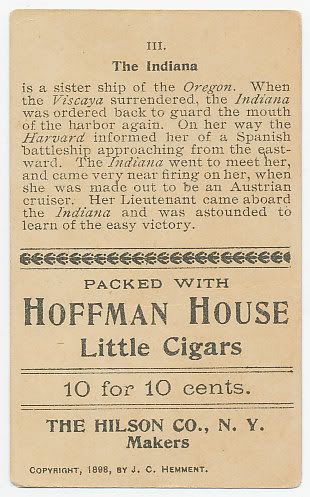 III.
The Indiana
is a sister ship of the Oregon. When
the Viscaya surrendered, the Indiana
was ordered back to guard the mouth
of the harbor again. On her way the
Harvard informed her of a Spanish
battleship approaching from the east-
ward. The Indiana went to meet her,
and came very near firing on her, when
she was made out to be an Austrian
cruiser. Her Lieutenant came aboard
the Indiana and was astounded to
learn of the easy victory.
PACKED WITH
HOFFMAN HOUSE
Little Cigars
10 for 10 cents.
THE HILSON CO., N. Y.
Makers
COPYRIGHT, 1898, BY J. C. HEMMENT.